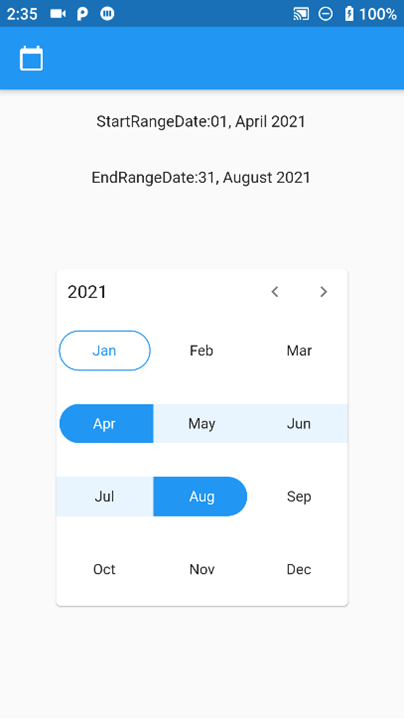 2:35 100%
StartRangeDate:01, April 2021
EndRangeDate:31, August 2021
2021
Jan Feb Mar
Apr May Jun
Jul Aug Sep
Oct Nov Dec